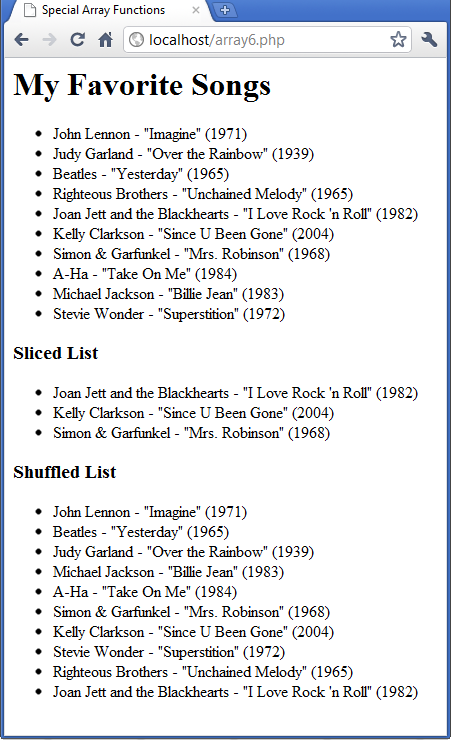 Special Array Functions
localhost/array6.php
My Favorite Songs
John Lennon - "Imagine" (1971)
Judy Garland - "Over the Rainbow" (1939)
Beatles - "Yesterday" (1965)
Righteous Brothers - "Unchained Melody" (1965)
Joan Jett and the Blackhearts - "I Love Rock 'n Roll" (1982)
Kelly Clarkson - "Since U Been Gone" (2004)
Simon & Garfunkel - "Mrs. Robinson" (1968)
A-Ha - "Take On Me" (1984)
Michael Jackson - "Billie Jean" (1983)
Stevie Wonder - "Superstition" (1972)
Sliced List
Joan Jett and the Blackhearts - "I Love Rock 'n Roll" (1982)
Kelly Clarkson - "Since U Been Gone" (2004)
Simon & Garfunkel - "Mrs. Robinson" (1968)
Shuffled List
John Lennon - "Imagine" (1971)
Beatles - "Yesterday" (1965)
Judy Garland - "Over the Rainbow" (1939)
Michael Jackson - "Billie Jean" (1983)
A-Ha - "Take On Me" (1984)
Simon & Garfunkel - "Mrs. Robinson" (1968)
Kelly Clarkson - "Since U Been Gone" (2004)
Stevie Wonder - "Superstition" (1972)
Righteous Brothers - "Unchained Melody" (1965)
Joan Jett and the Blackhearts - "I Love Rock 'n Roll" (1982)